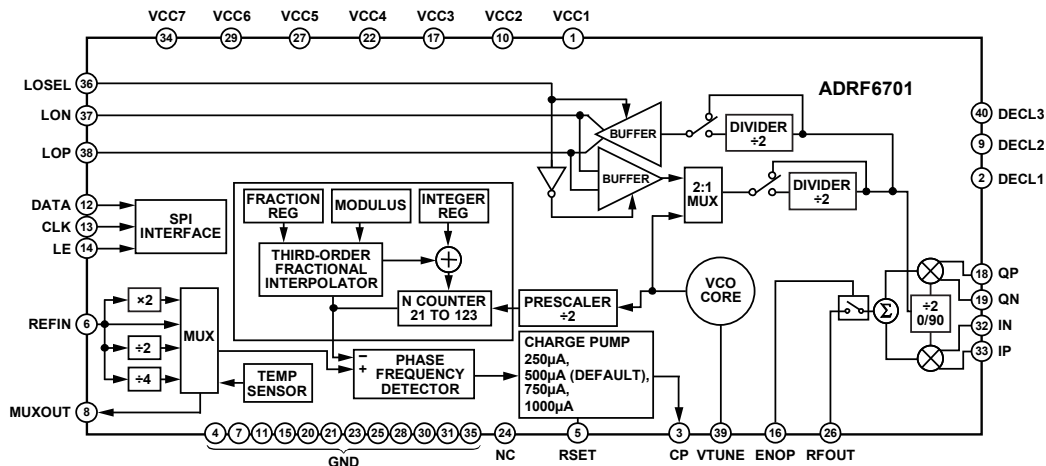 VCC7 VCC6 VCC5 VCC4 VCC3 VCC2 VCC1
34 29 27 22 17 10 1
LOSEL 36
ADRF6701
LON 37
LOP 38
BUFFER
DIVIDER
÷2
40 DECL3
9 DECL2
2 DECL1
BUFFER
2:1
MUX
DIVIDER
÷2
DATA 12
CLK 13
LE 14
SPI
INTERFACE
FRACTION
REG
MODULUS
INTEGER
REG
THIRD-ORDER
FRACTIONAL
INTERPOLATOR
+
N COUNTER
21 TO 123
PRESCALER
÷2
VCO
CORE
18 QP
19 QN
32 IN
33 IP
Σ
÷2
0/90
REFIN 6
×2
÷2
÷4
MUX
TEMP
SENSOR
−
+
PHASE
FREQUENCY
DETECTOR
CHARGE PUMP
250µA,
500µA (DEFAULT),
750µA,
1000µA
MUXOUT 8
4 7 11 15 20 21 23 25 28 30 31 35 24 5 3 39 16 26
GND NC RSET CP VTUNE ENOP RFOUT